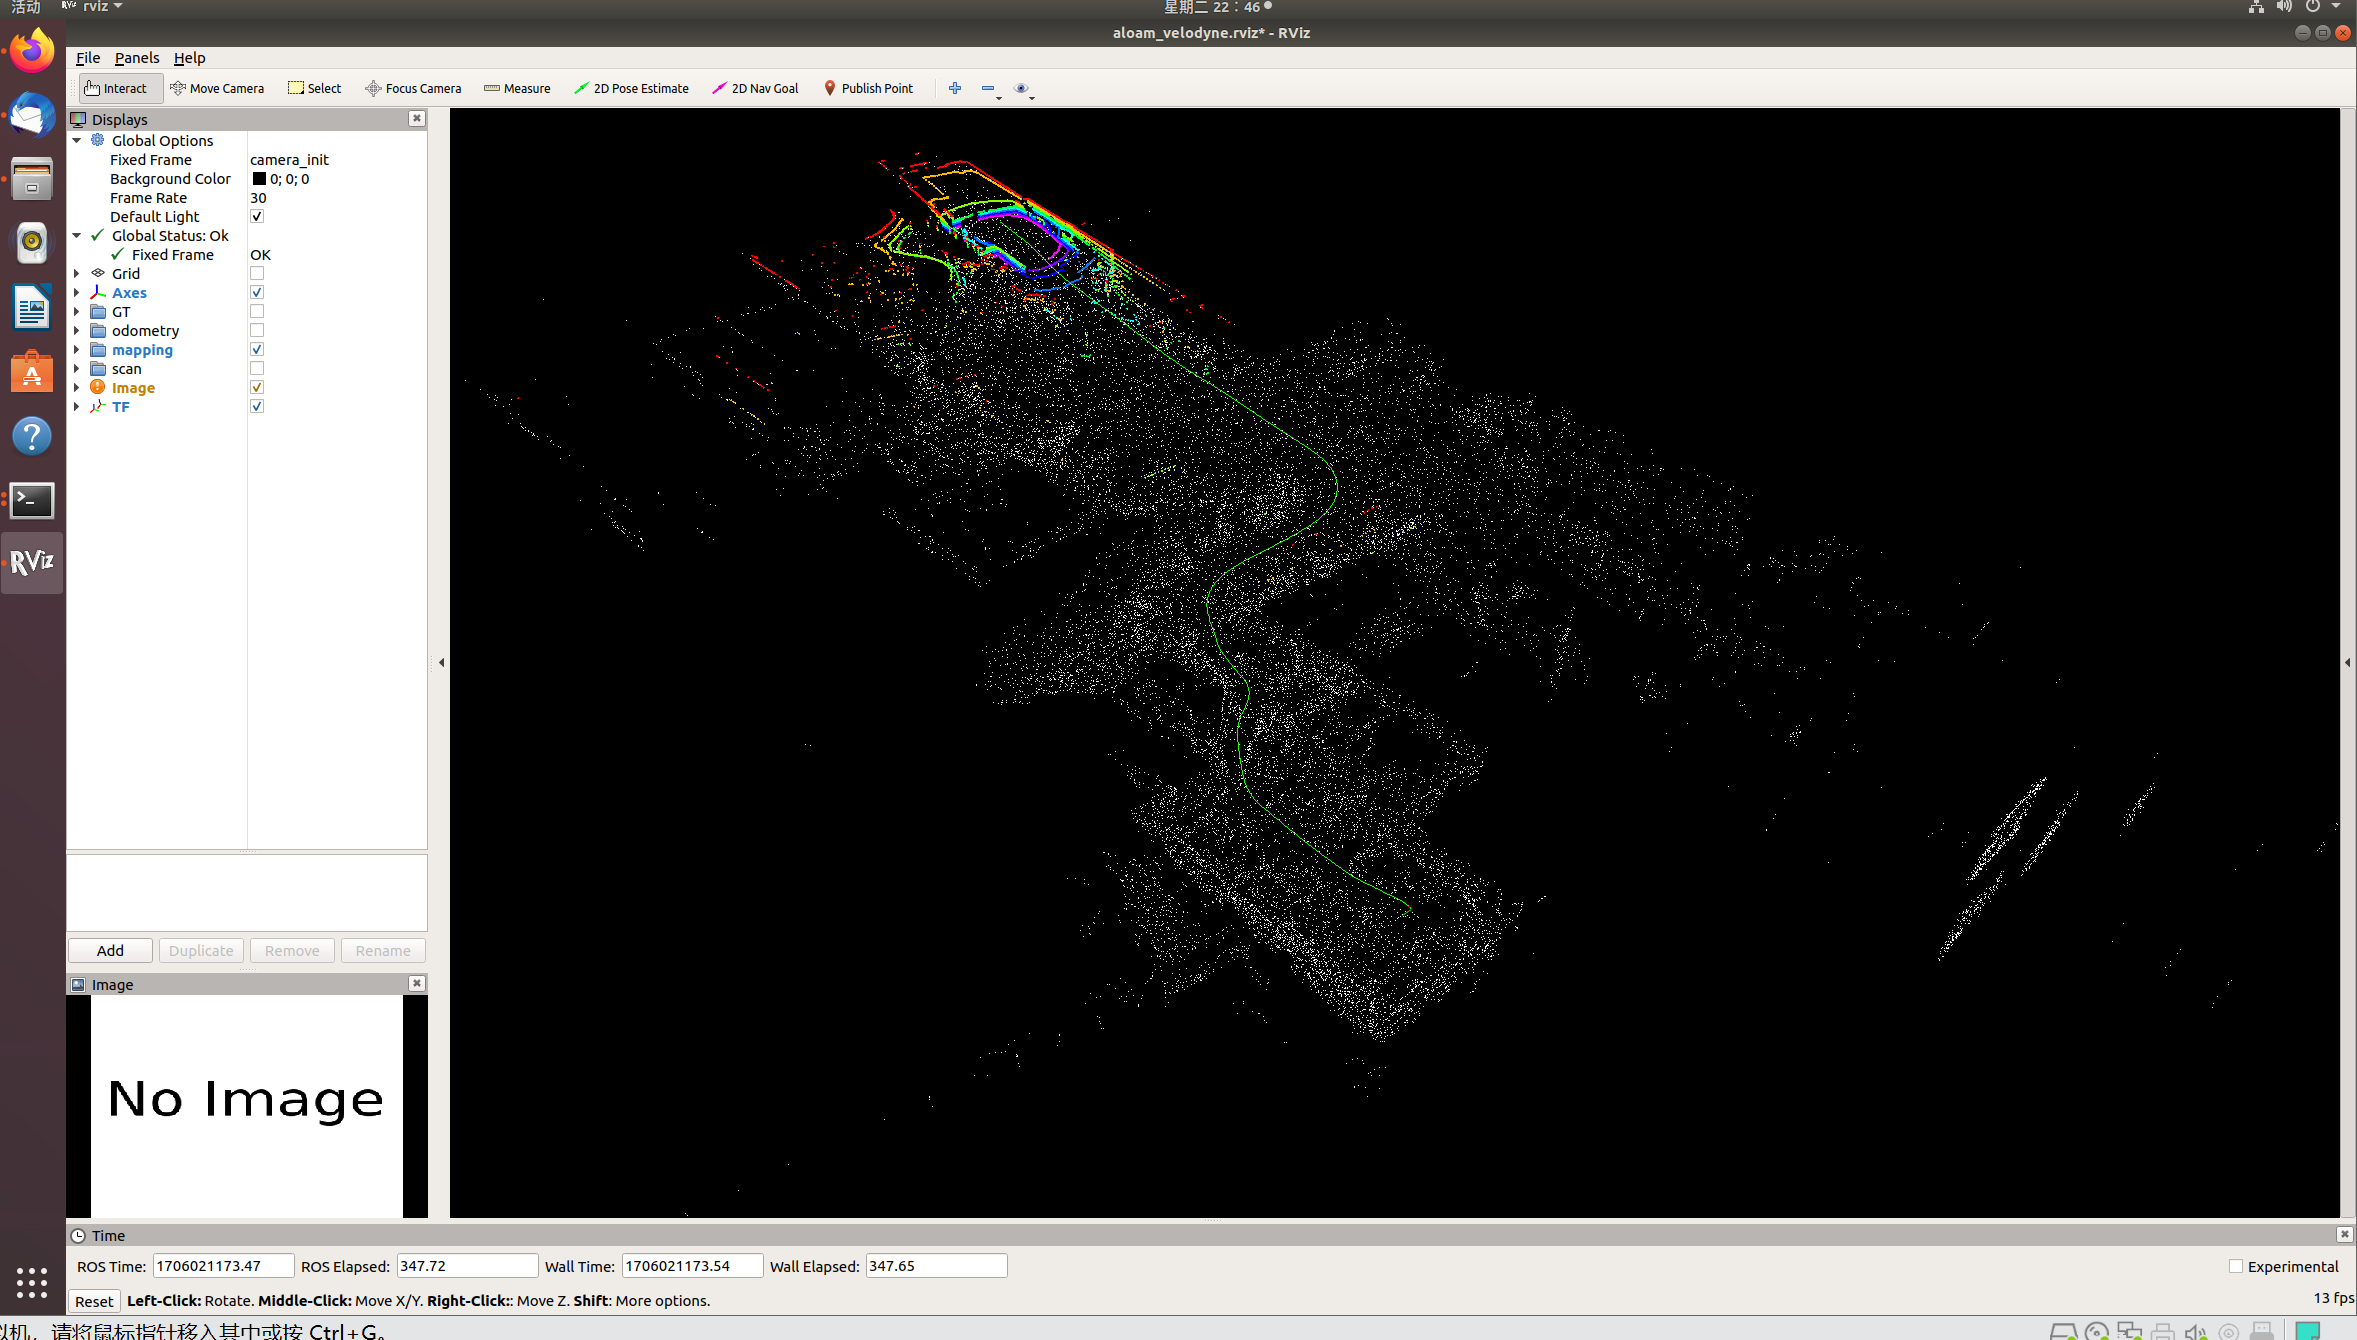 活动 RViz rviz 星期二 22：46
aloam_velodyne.rviz* - RViz
File Panels Help
Interact Move Camera Select Focus Camera Measure 2D Pose Estimate 2D Nav Goal Publish Point
Displays
Global Options
Fixed Frame camera_init
Background Color 0; 0; 0
Frame Rate 30
Default Light
Global Status: Ok
Fixed Frame OK
Grid
Axes
GT
odometry
mapping
scan
Image
TF
RViz
Add Duplicate Remove Rename
Image
No Image
Time
ROS Time: 1706021173.47 ROS Elapsed: 347.72 Wall Time: 1706021173.54 Wall Elapsed: 347.65 Experimental
Reset Left-Click: Rotate. Middle-Click: Move X/Y. Right-Click:: Move Z. Shift: More options. 13 fps
以机，请将鼠标指针移入其中或按 Ctrl+G。